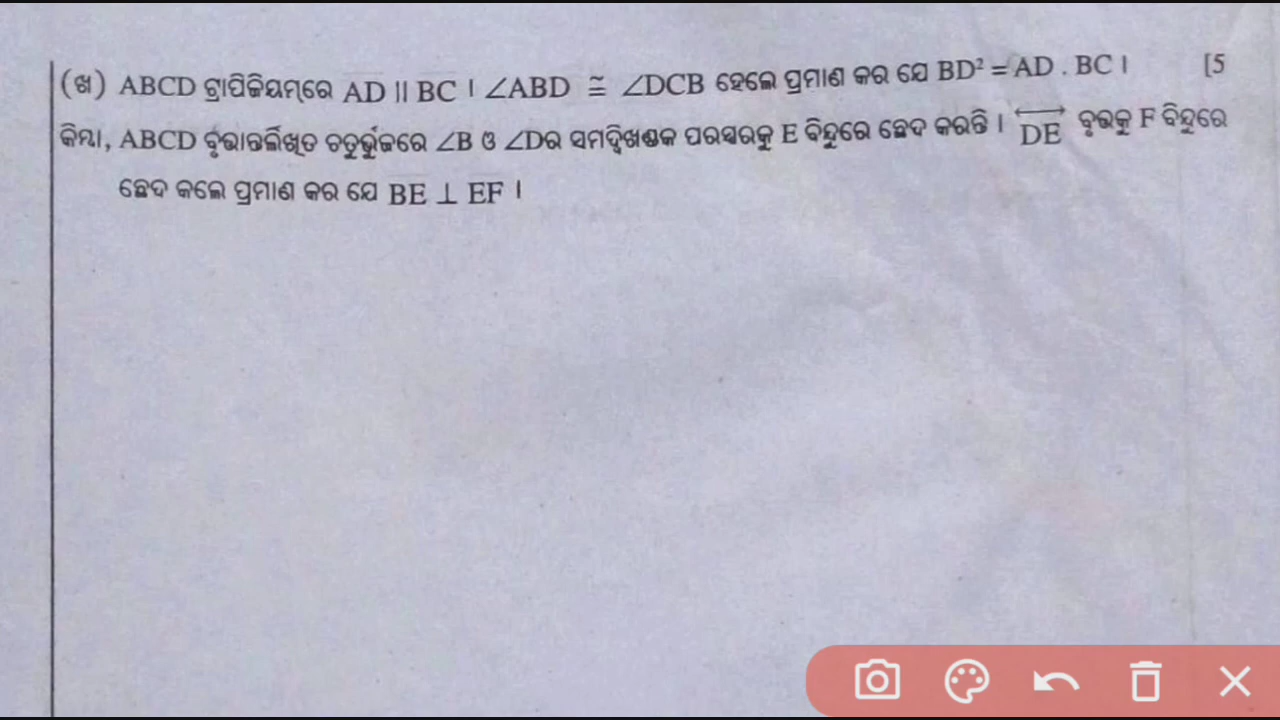 (ଖ) ABCD ଟ୍ରାପିଜିୟମ୍‌ରେ AD || BC । ∠ABD ≅ ∠DCB ହେଲେ ପ୍ରମାଣ କର ଯେ BD² = AD . BC । [5
କିମ୍ବା, ABCD ବୃତ୍ତାନ୍ତର୍ଲିଖିତ ଚତୁର୍ଭୁଜରେ ∠B ଓ ∠Dର ସମଦ୍ବିଖଣ୍ଡକ ପରସ୍ପରକୁ E ବିନ୍ଦୁରେ ଛେଦ କରନ୍ତି । DE ବୃତ୍ତକୁ F ବିନ୍ଦୁରେ
ଛେଦ କଲେ ପ୍ରମାଣ କର ଯେ BE ⊥ EF ।